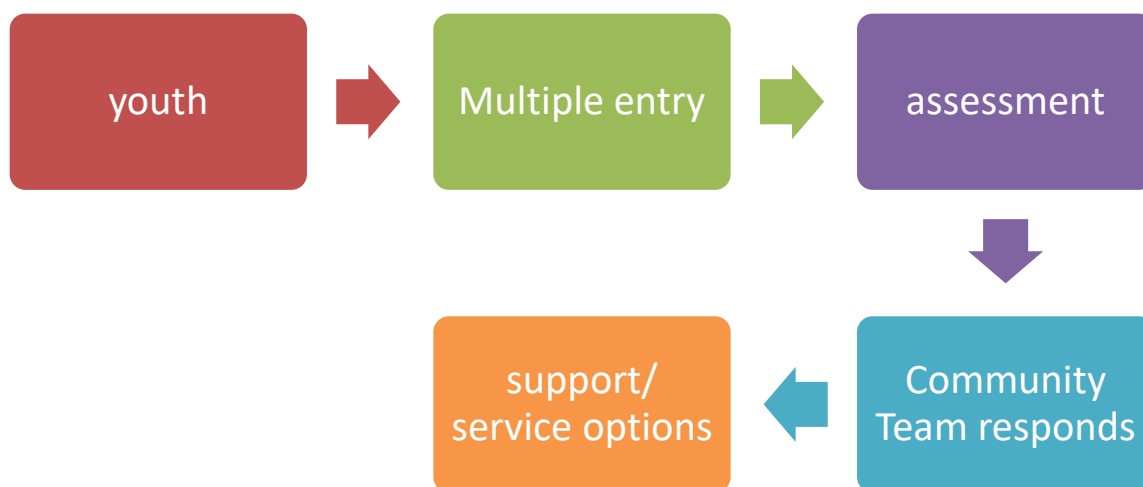 youth
Multiple entry
assessment
Community
Team responds
support/
service options